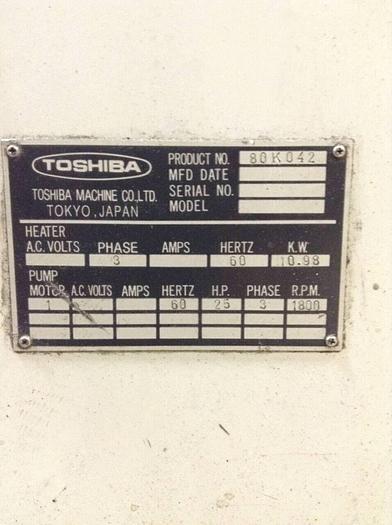 TOSHIBA
TOSHIBA MACHINE CO., LTD.
TOKYO, JAPAN
PRODUCT NO. 80K042
MFD DATE
SERIAL NO.
MODEL
HEATER
A.C. VOLTS PHASE AMPS HERTZ K.W.
3 60 10.98
PUMP
MOTOR A.C. VOLTS AMPS HERTZ H.P. PHASE R.P.M.
1 60 25 3 1800